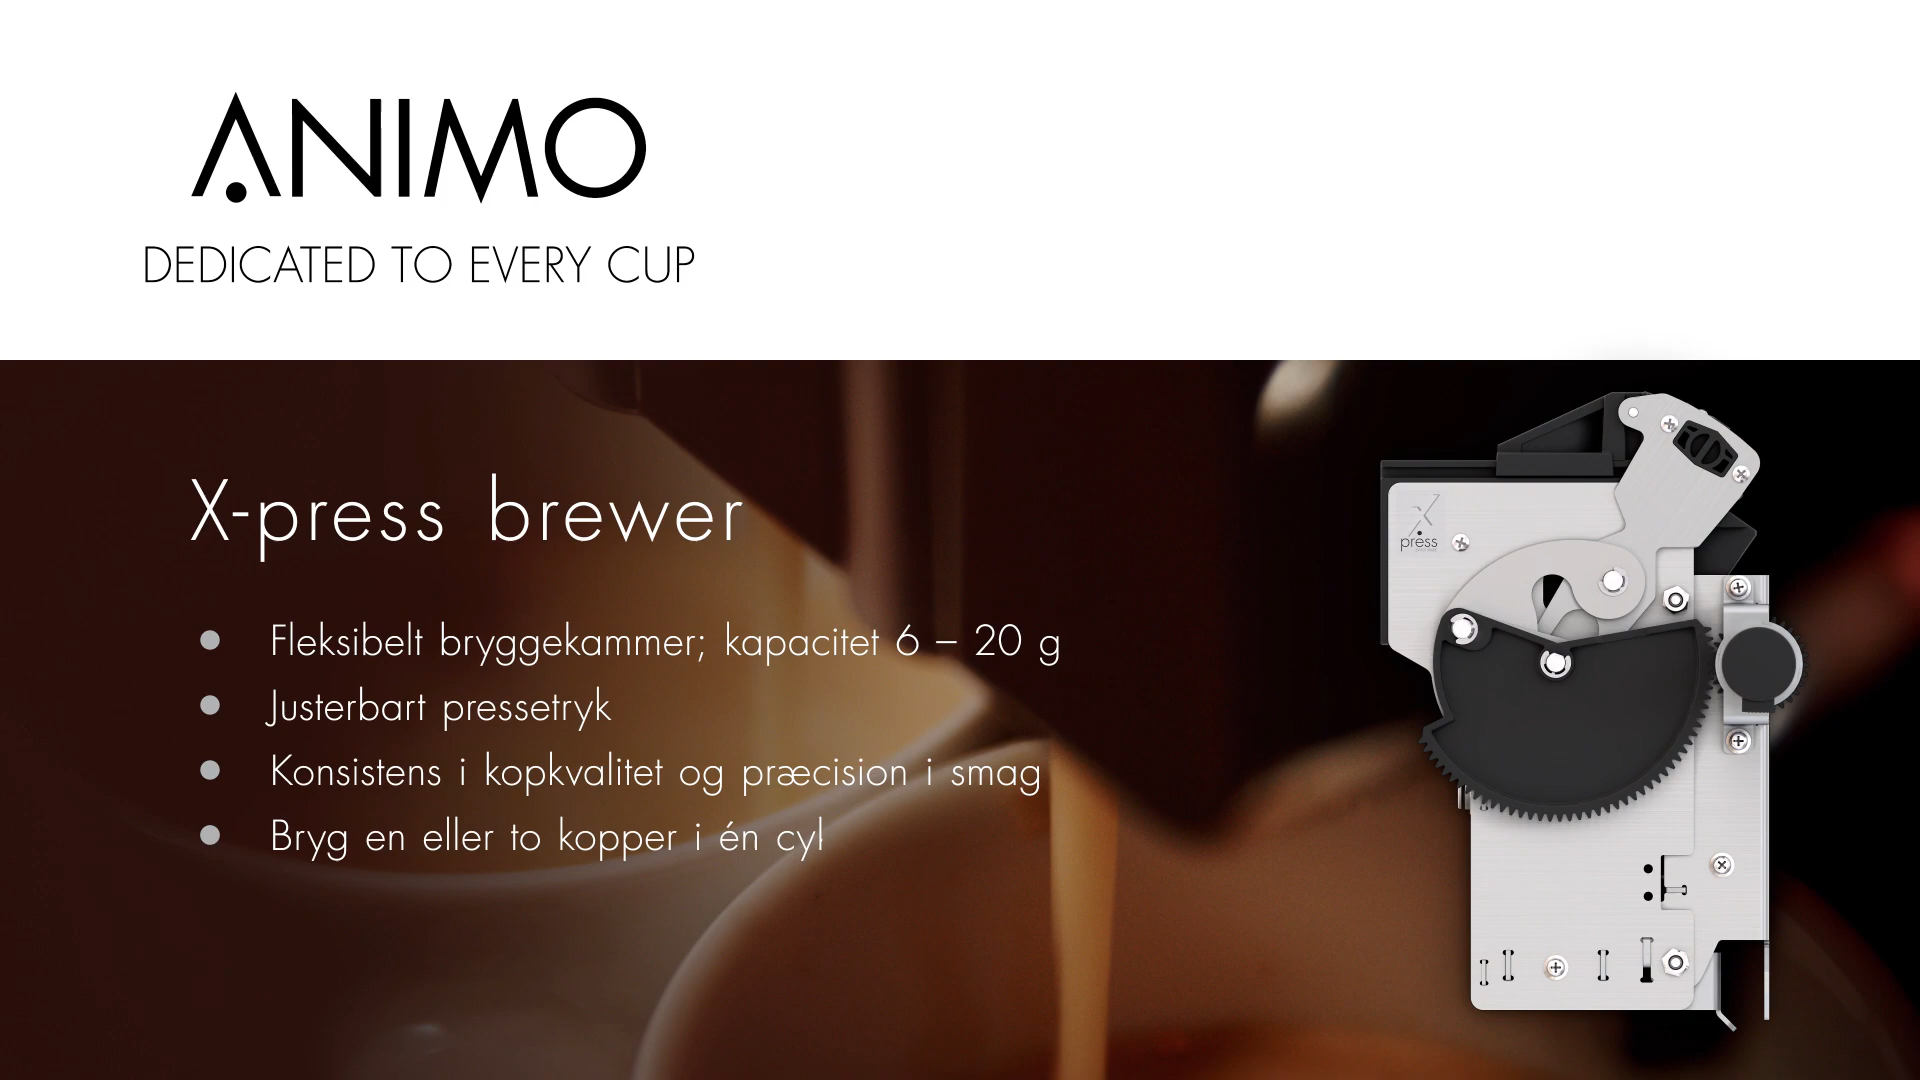 ANIMO
DEDICATED TO EVERY CUP
X-press brewer
Fleksibelt bryggekammer; kapacitet 6 – 20 g
Justerbart pressetryk
Konsistens i kopkvalitet og præcision i smag
Bryg en eller to kopper i én
X
press